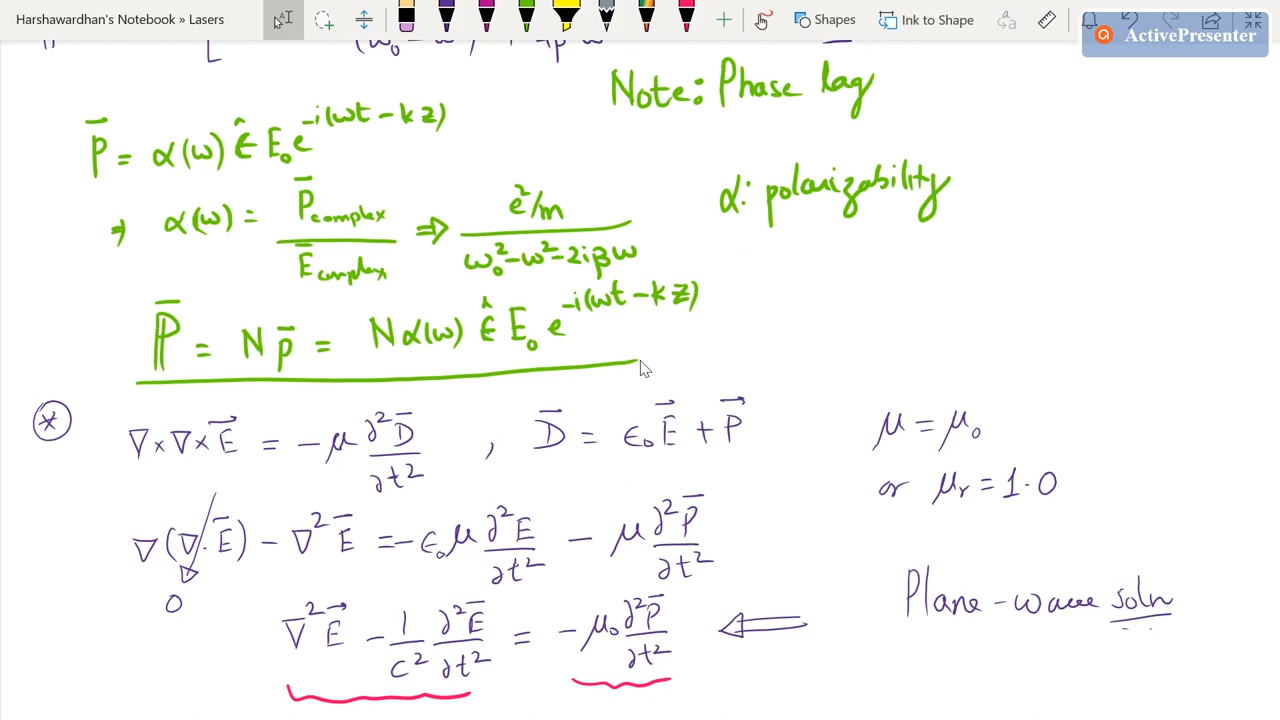 Harshawardhan's Notebook » Lasers
Shapes
Ink to Shape
ActivePresenter
Note: Phase lag
P̄ = α(ω) ε̂ E₀ e^{-i(ωt - kz)}
⇒ α(ω) = P̄complex / Ēcomplex ⇒ (e²/m) / (ω₀² - ω² - 2iβω)
α: polarizability
P̄ = N p̄ = Nα(ω) ε̂ E₀ e^{-i(ωt - kz)}
* ∇×∇×E⃗ = -μ ∂²D̄/∂t² , D̄ = ϵ₀E⃗ + P⃗
μ = μ₀
or μᵣ = 1.0
∇(∇·Ē) - ∇²Ē = -ϵ₀μ ∂²E/∂t² - μ ∂²P̄/∂t²
0
Plane-wave soln
∇²E⃗ - 1/c² ∂²Ē/∂t² = -μ₀ ∂²P̄/∂t² ⇐